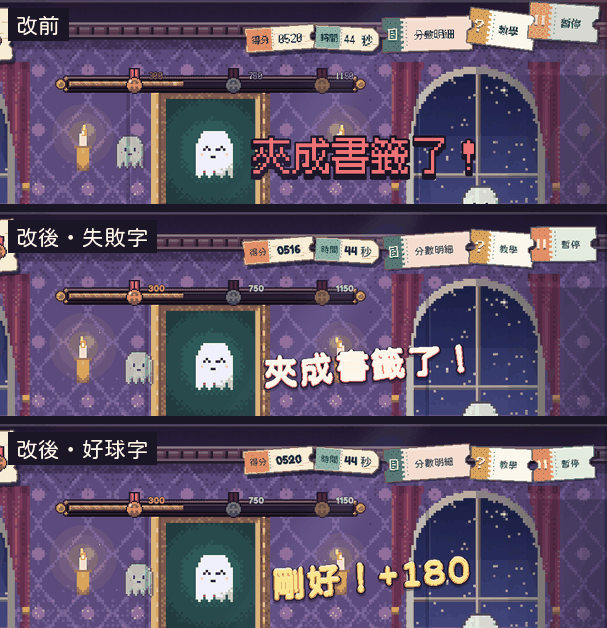 改前
得分 0520 時間 44 秒 分數明細 ? 教學 暫停
300 750 1150
夾成書籤了！
改後・失敗字
得分 0516 時間 44 秒 分數明細 ? 教學 暫停
300 750 1150
夾成書籤了！
改後・好球字
得分 0520 時間 44 秒 分數明細 ? 教學 暫停
300 750 1150
剛好！+180